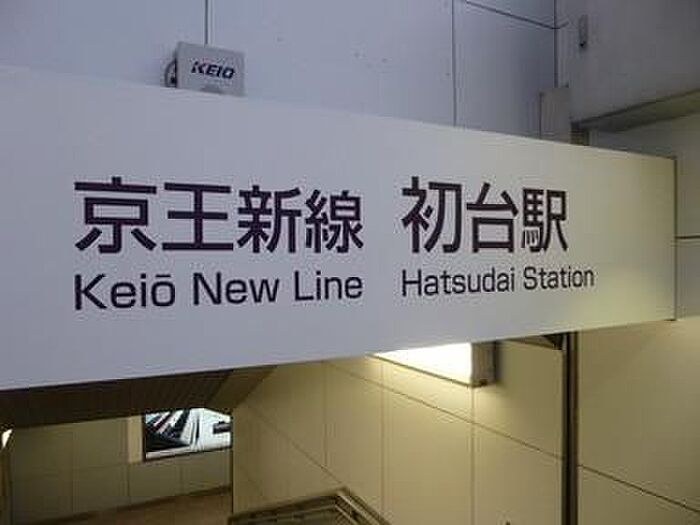 KEIO
京王新線 初台駅
Keiō New Line Hatsudai Station